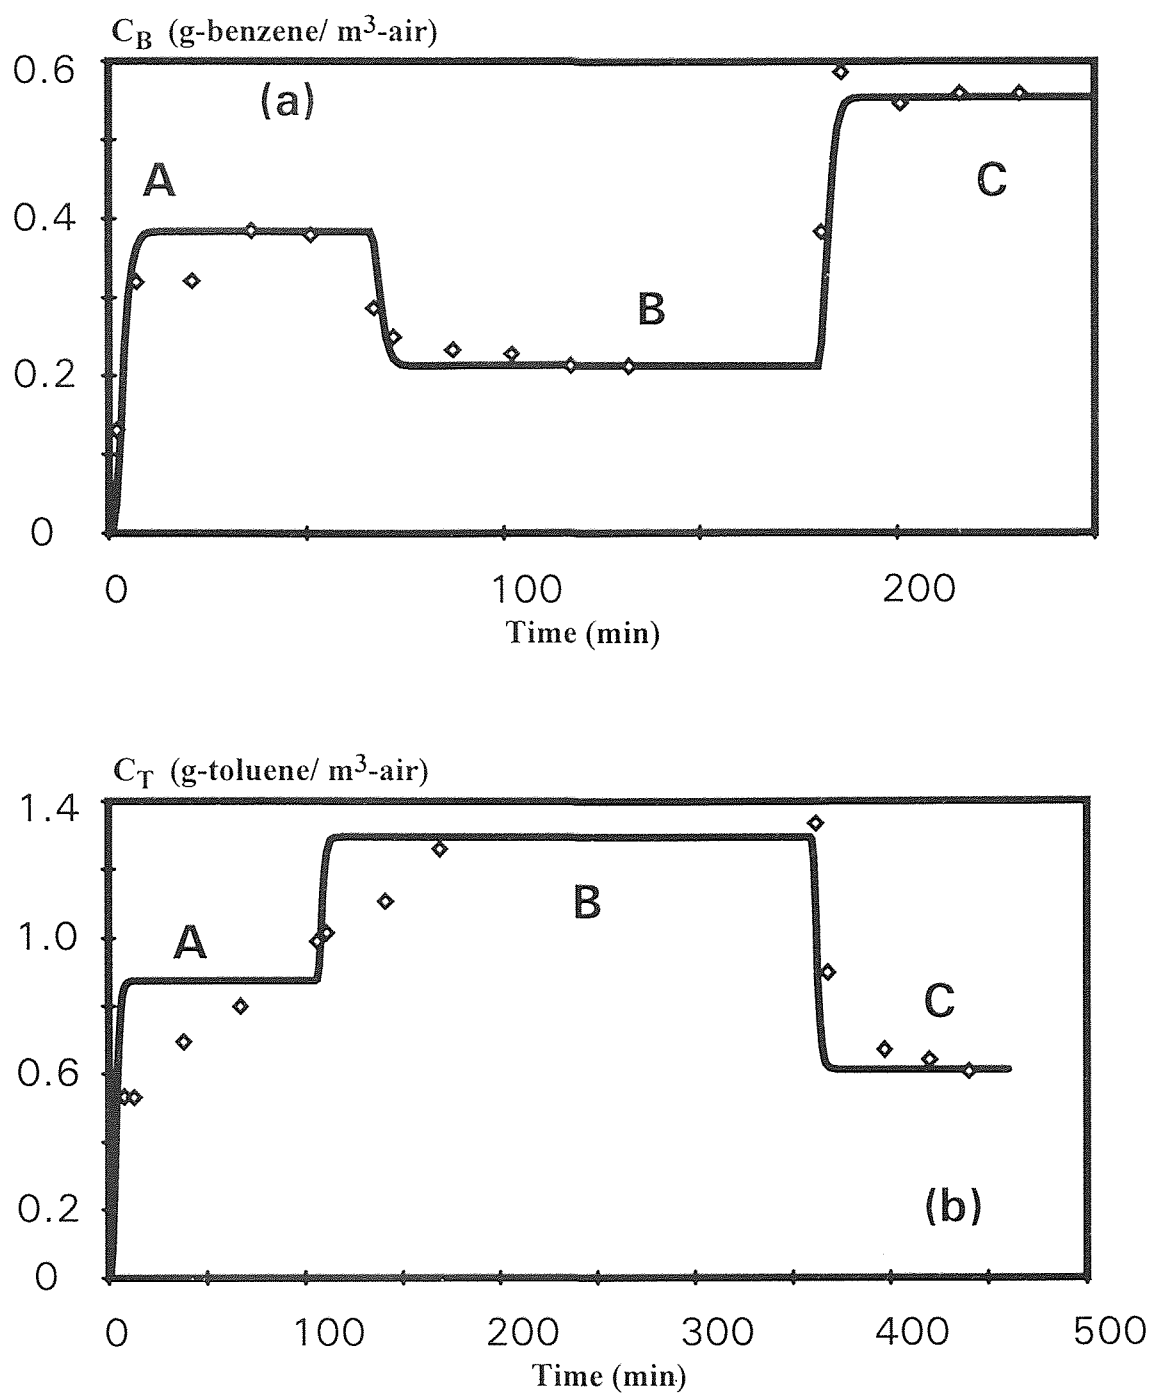 C_B (g-benzene/ m³-air)
0.6
(a)
A
C
0.4
B
0.2
0
0 100 200
Time (min)
C_T (g-toluene/ m³-air)
1.4
B
1.0
A
C
0.6
(b)
0.2
0
0 100 200 300 400 500
Time (min)